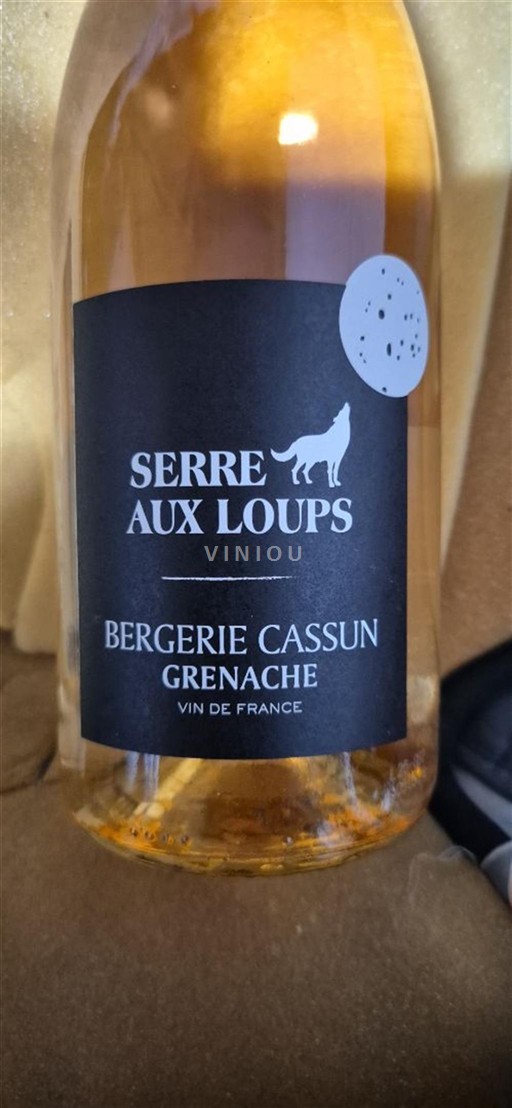 SERRE
AUX LOUPS
VINIOU
BERGERIE CASSUN
GRENACHE
VIN DE FRANCE